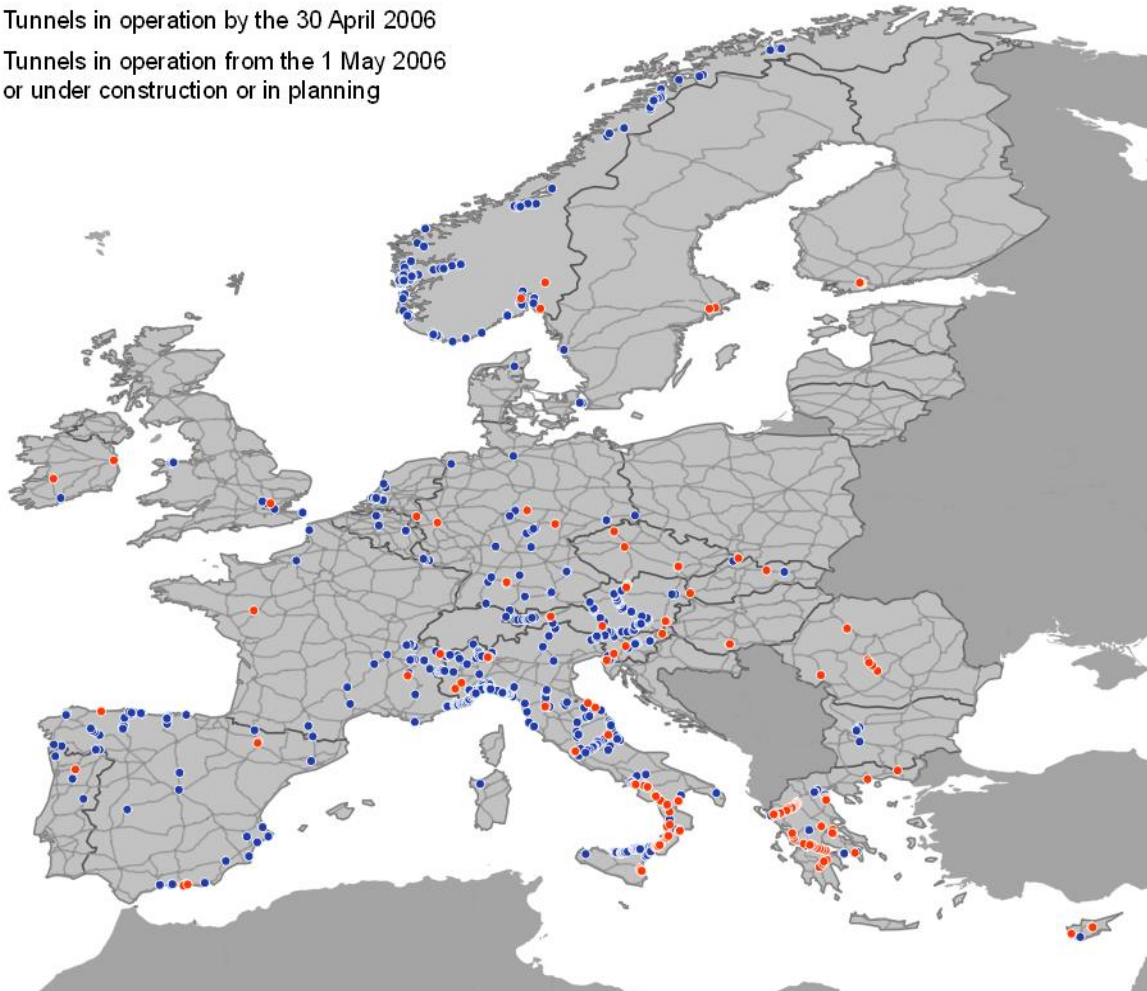 Tunnels in operation by the 30 April 2006
Tunnels in operation from the 1 May 2006
or under construction or in planning